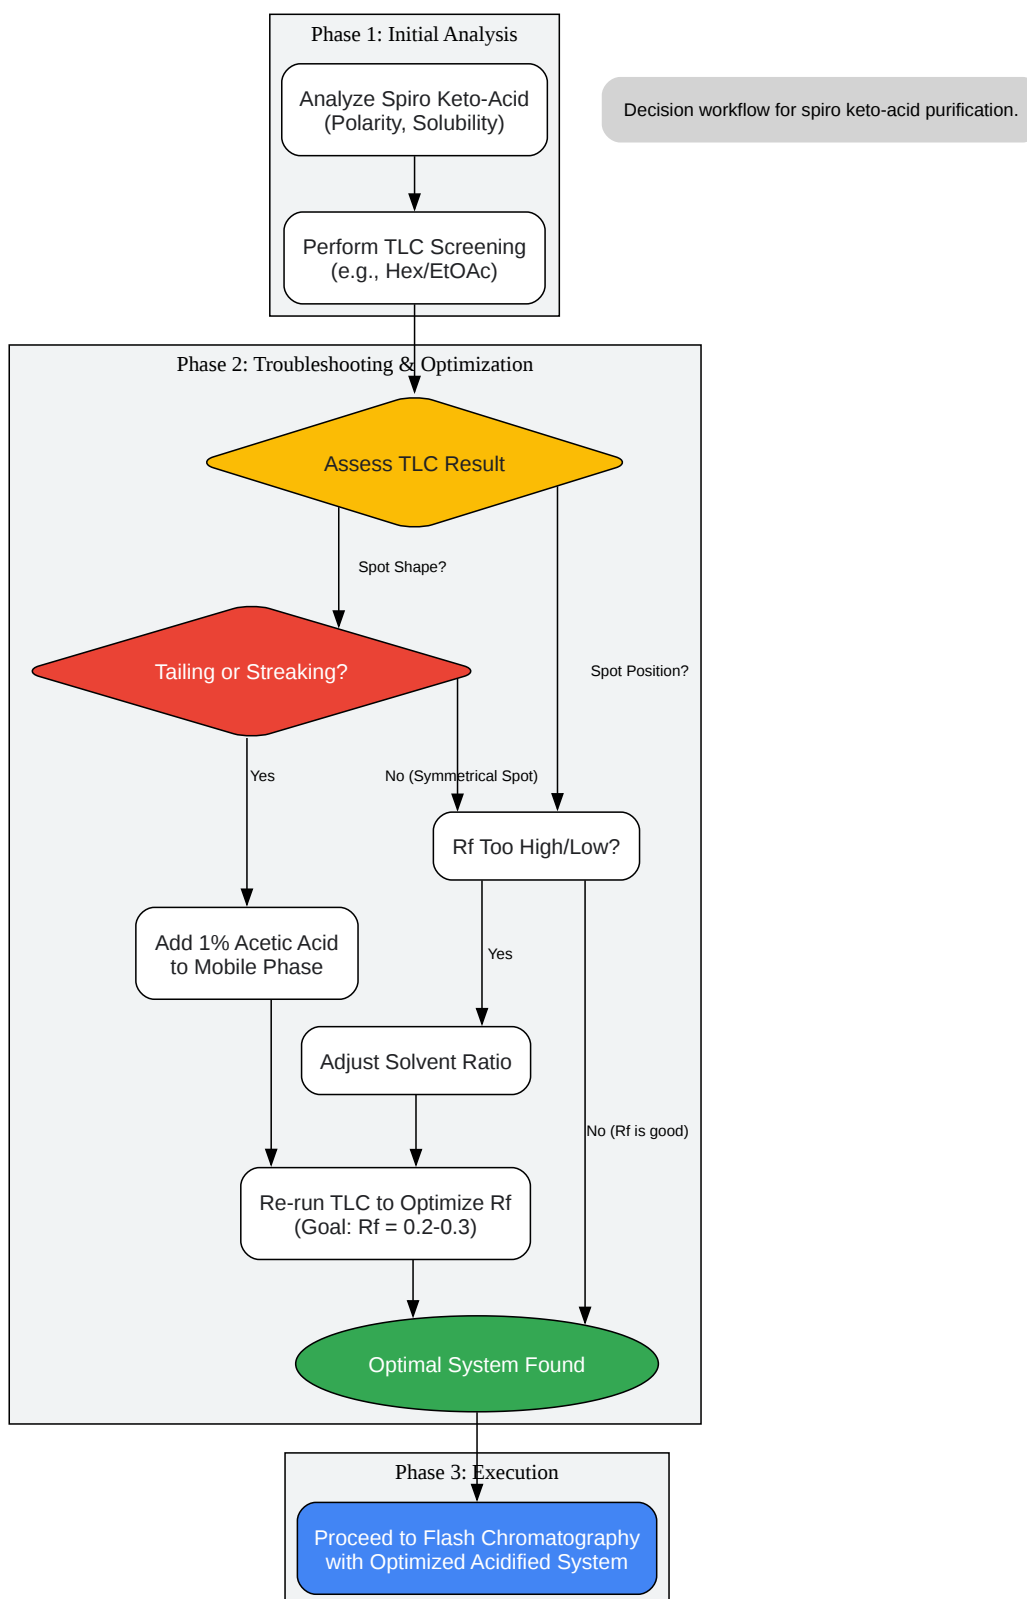 Phase 1: Initial Analysis
Analyze Spiro Keto-Acid
(Polarity, Solubility)
Decision workflow for spiro keto-acid purification.
Perform TLC Screening
(e.g., Hex/EtOAc)
Phase 2: Troubleshooting & Optimization
Assess TLC Result
Spot Shape?
Tailing or Streaking?
Spot Position?
Yes
No (Symmetrical Spot)
Rf Too High/Low?
Add 1% Acetic Acid
to Mobile Phase
Yes
Adjust Solvent Ratio
No (Rf is good)
Re-run TLC to Optimize Rf
(Goal: Rf = 0.2-0.3)
Optimal System Found
Phase 3: Execution
Proceed to Flash Chromatography
with Optimized Acidified System